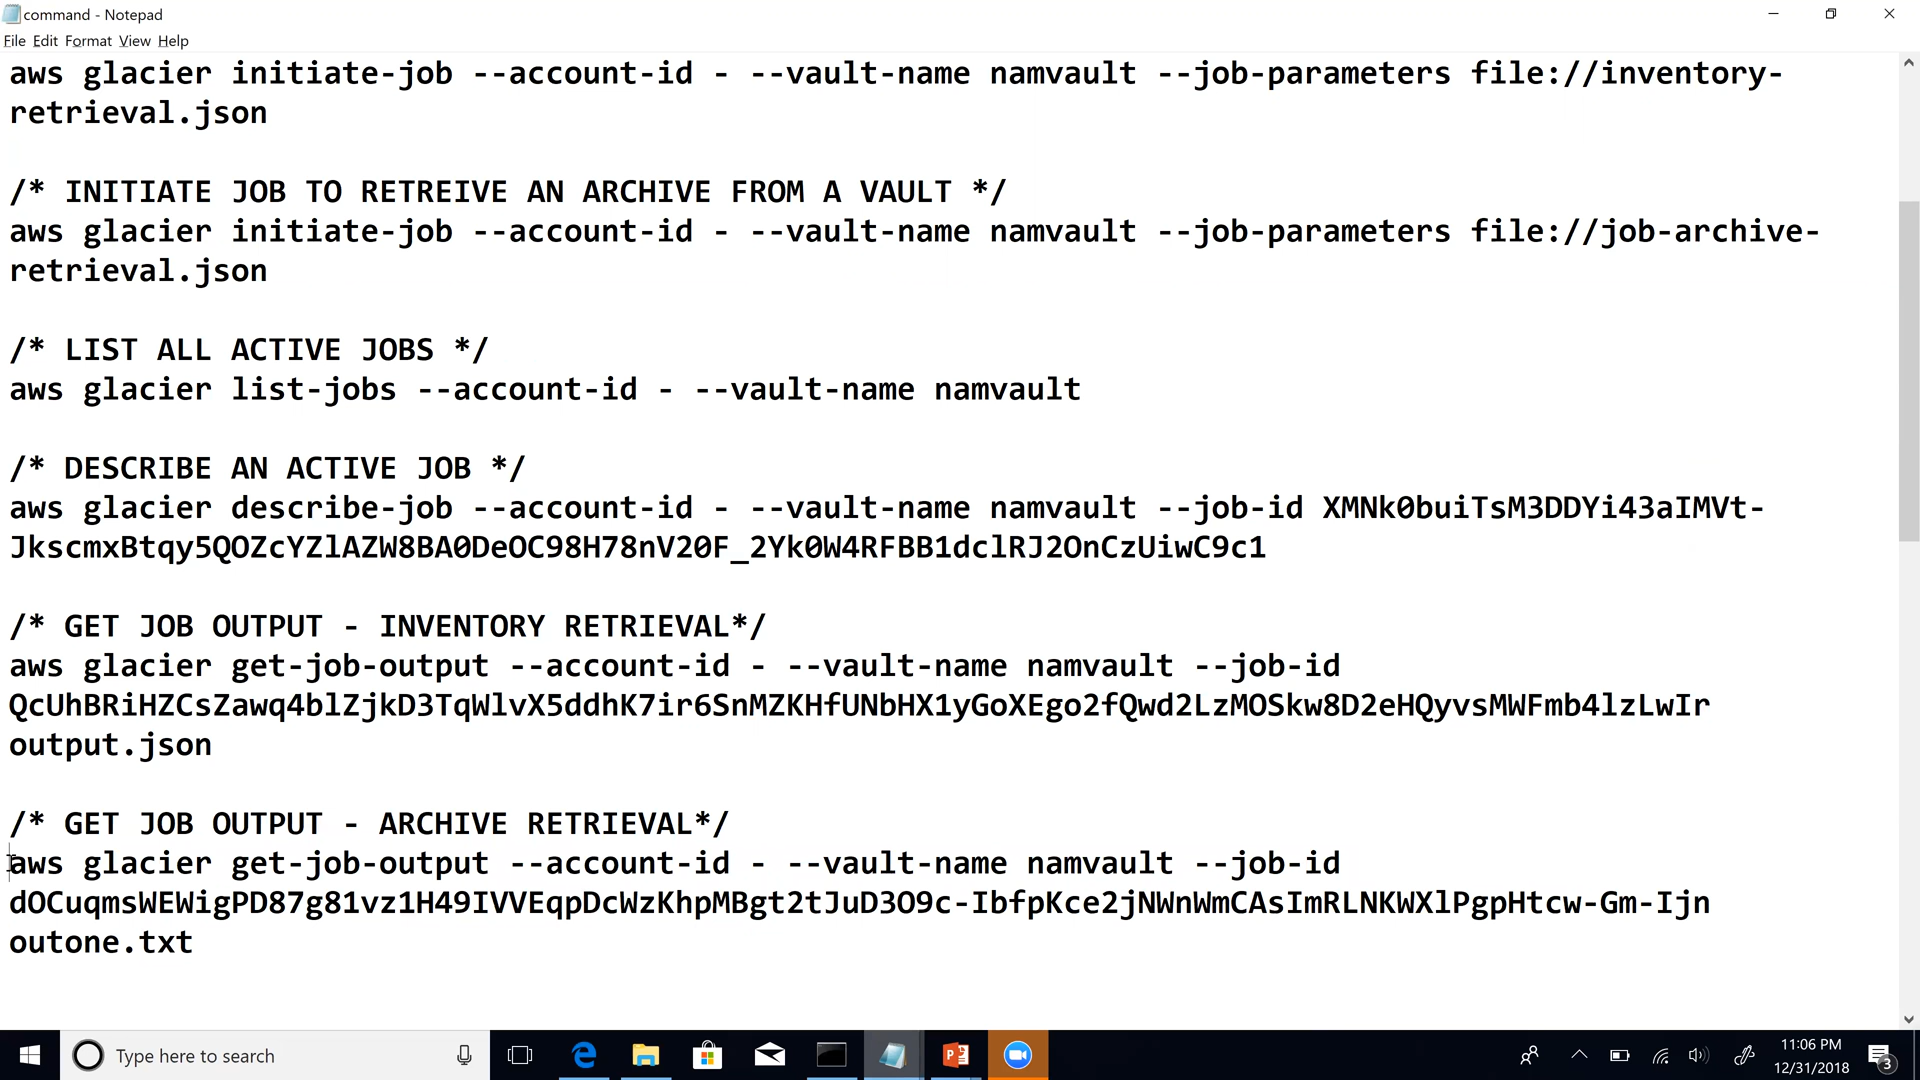 command - Notepad
File Edit Format View Help
aws glacier initiate-job --account-id - --vault-name namvault --job-parameters file://inventory-
retrieval.json
/* INITIATE JOB TO RETREIVE AN ARCHIVE FROM A VAULT */
aws glacier initiate-job --account-id - --vault-name namvault --job-parameters file://job-archive-
retrieval.json
/* LIST ALL ACTIVE JOBS */
aws glacier list-jobs --account-id - --vault-name namvault
/* DESCRIBE AN ACTIVE JOB */
aws glacier describe-job --account-id - --vault-name namvault --job-id XMNk0buiTsM3DDYi43aIMVt-
JkscmxBtqy5QOZcYZlAZW8BA0DeOC98H78nV20F_2Yk0W4RFBB1dclRJ2OnCzUiwC9c1
/* GET JOB OUTPUT - INVENTORY RETRIEVAL*/
aws glacier get-job-output --account-id - --vault-name namvault --job-id
QcUhBRiHZCsZawq4blZjkD3TqWlvX5ddhK7ir6SnMZKHfUNbHX1yGoXEgo2fQwd2LzMOSkw8D2eHQyvsMWFmb4lzLwIr
output.json
/* GET JOB OUTPUT - ARCHIVE RETRIEVAL*/
aws glacier get-job-output --account-id - --vault-name namvault --job-id
dOCuqmsWEWigPD87g81vz1H49IVVEqpDcWzKhpMBgt2tJuD3O9c-IbfpKce2jNWnWmCAsImRLNKWXlPgpHtcw-Gm-Ijn
outone.txt
Type here to search
11:06 PM
12/31/2018
3